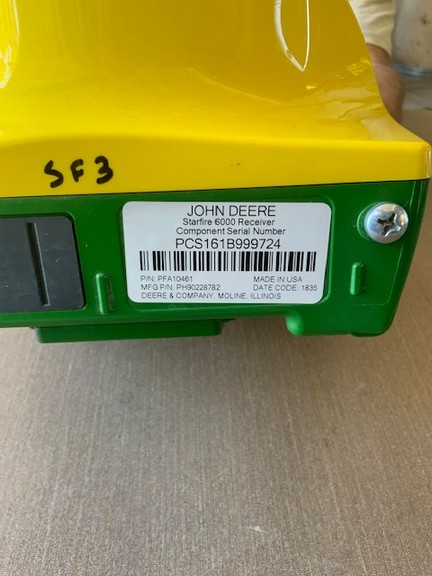 SF3
JOHN DEERE
Starfire 6000 Receiver
Component Serial Number
PCS161B999724
P/N: PFA10461 MADE IN USA
MFG P/N: PH90228782 DATE CODE: 1835
DEERE & COMPANY, MOLINE, ILLINOIS